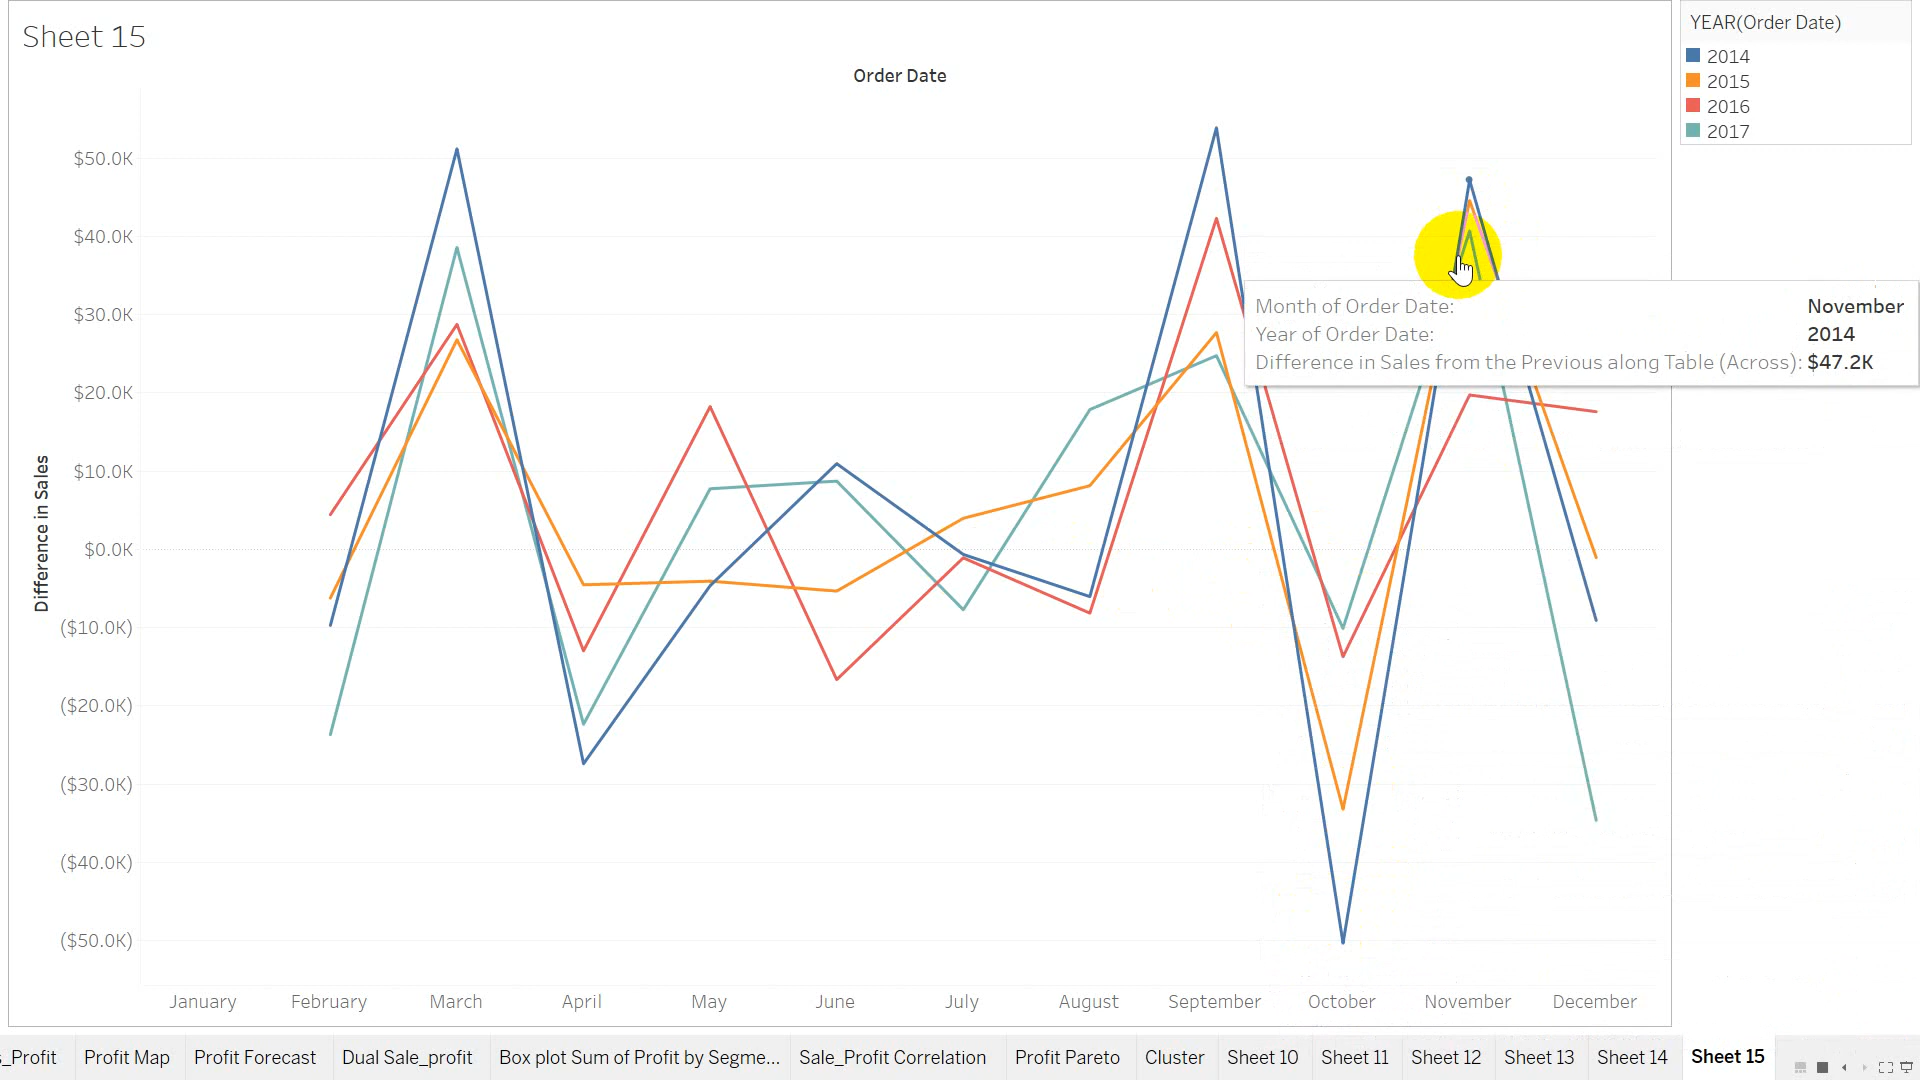 Sheet 15
Order Date
YEAR(Order Date)
2014
2015
2016
2017
Difference in Sales
$50.0K
$40.0K
$30.0K
$20.0K
$10.0K
$0.0K
($10.0K)
($20.0K)
($30.0K)
($40.0K)
($50.0K)
Month of Order Date: November
Year of Order Date: 2014
Difference in Sales from the Previous along Table (Across): $47.2K
January February March April May June July August September October November December
s_Profit Profit Map Profit Forecast Dual Sale_profit Box plot Sum of Profit by Segme... Sale_Profit Correlation Profit Pareto Cluster Sheet 10 Sheet 11 Sheet 12 Sheet 13 Sheet 14 Sheet 15